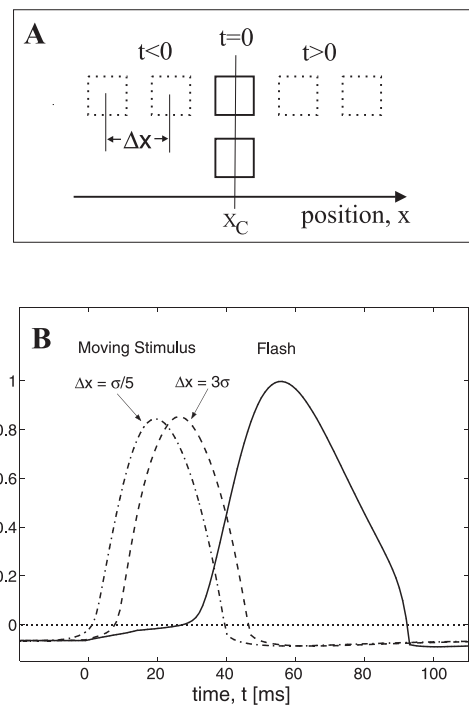 A
t<0 t=0 t>0
Δx
X_C
position, x
B
Moving Stimulus Flash
Δx = σ/5 Δx = 3σ
1
0.8
0.6
0.4
0.2
0
0 20 40 60 80 100
time, t [ms]